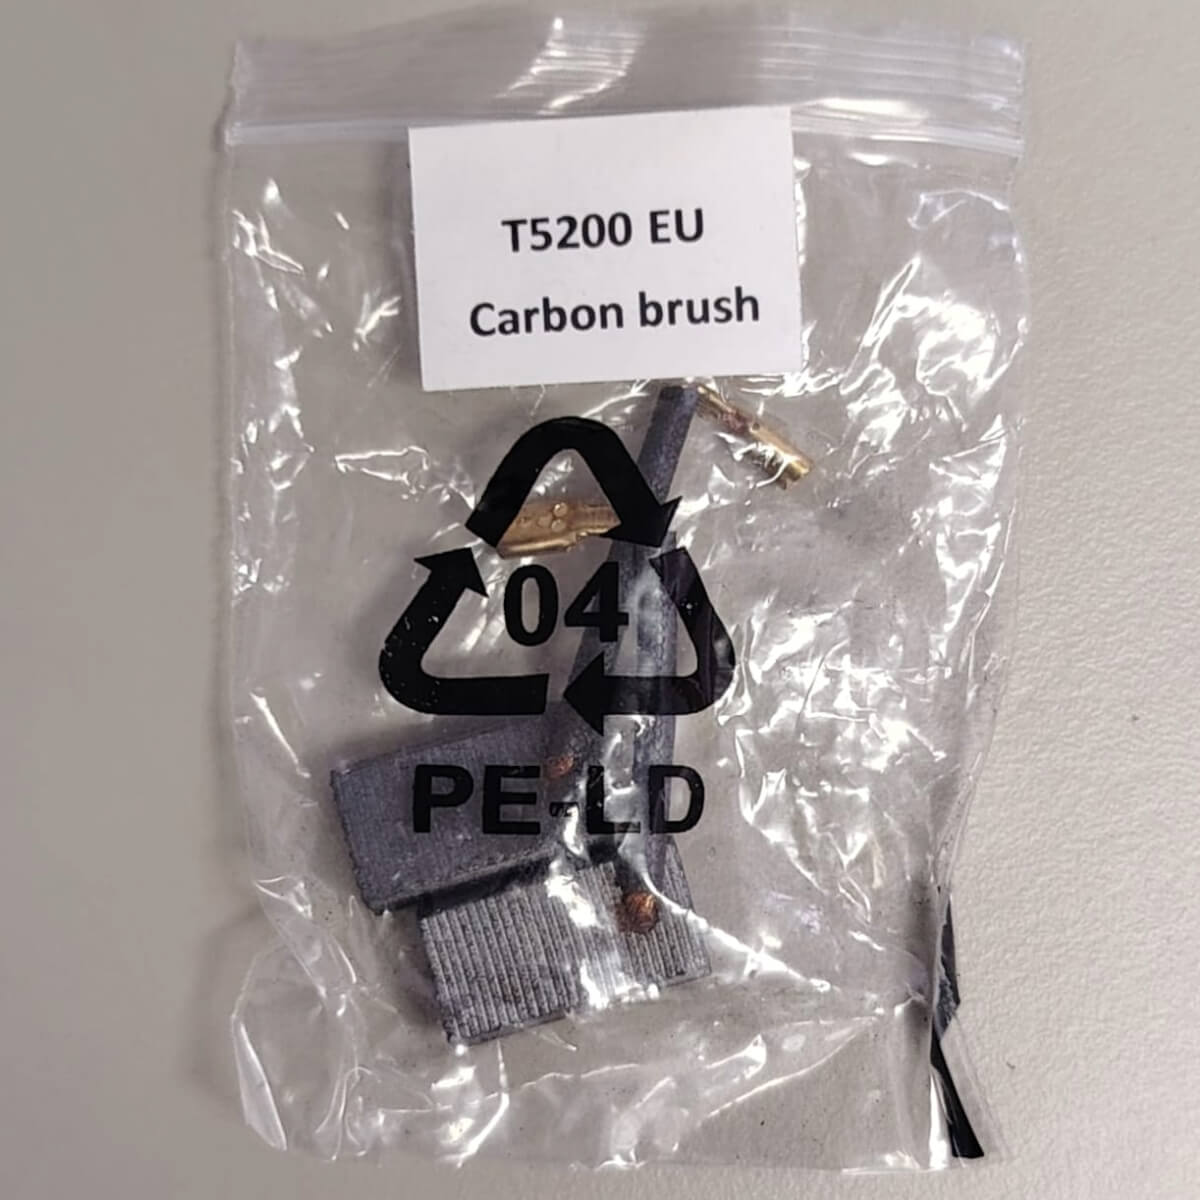 T5200 EU
Carbon brush
04
PE-LD